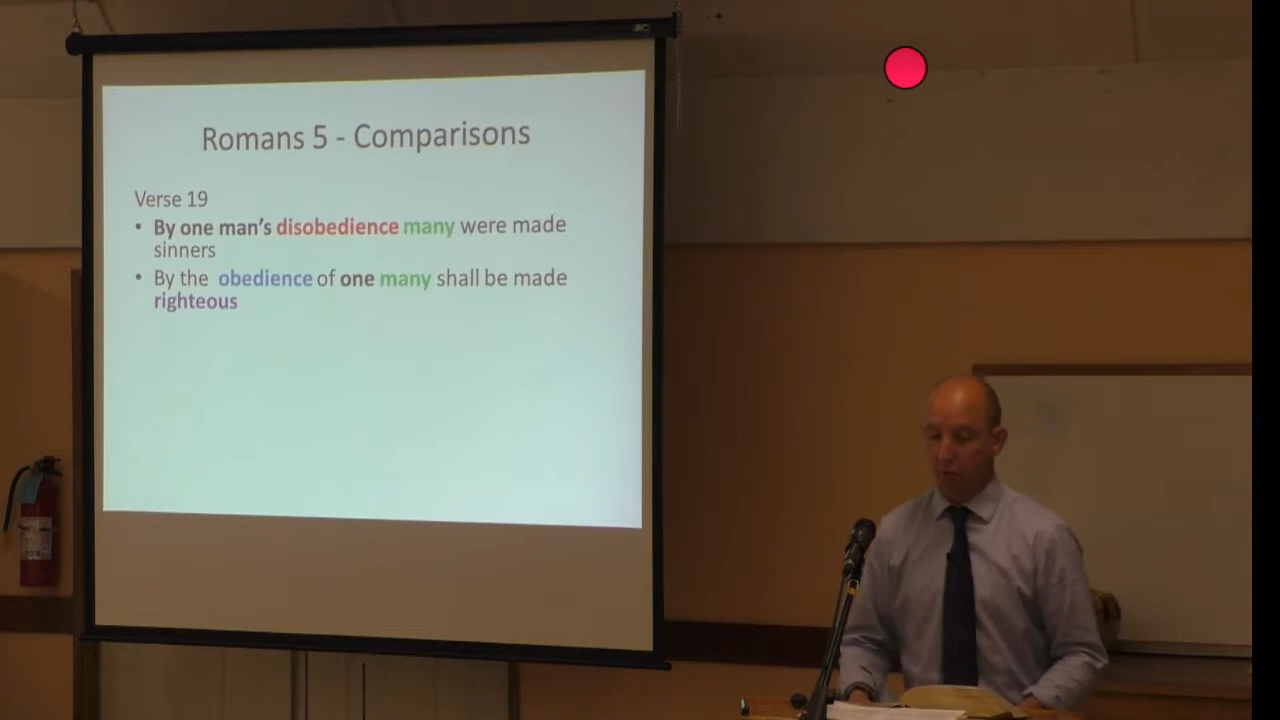 Romans 5 - Comparisons
Verse 19
• By one man's disobedience many were made
sinners
• By the obedience of one many shall be made
righteous